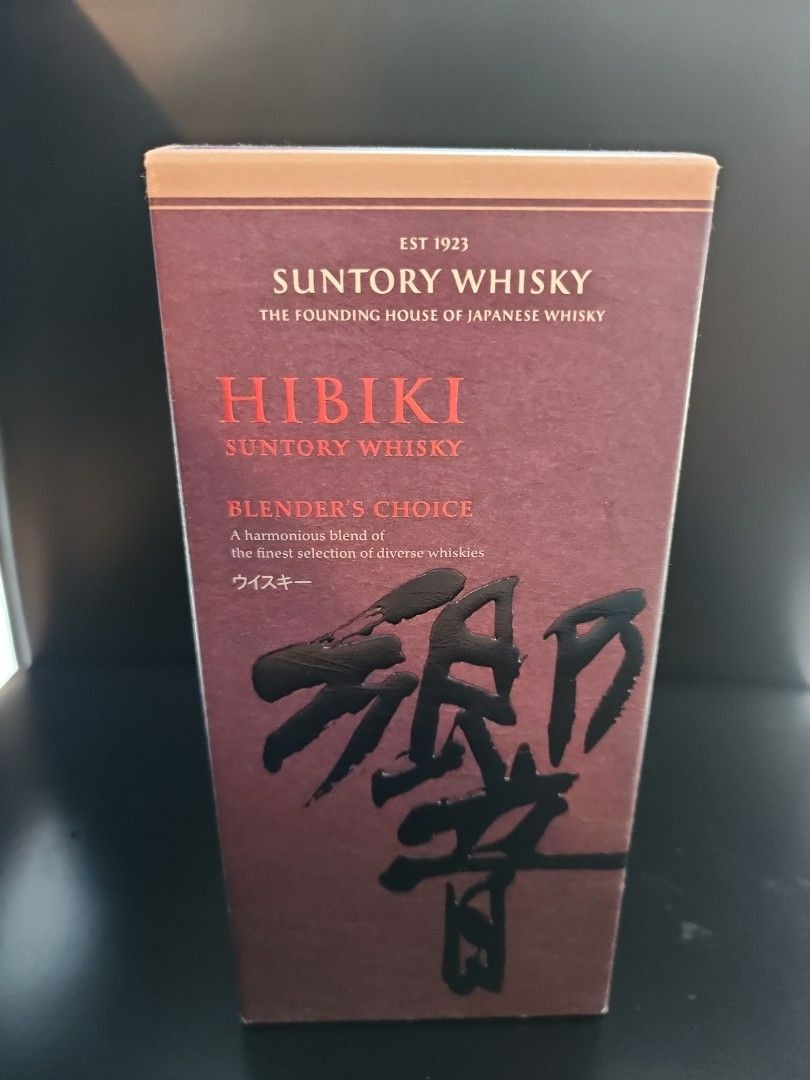 EST 1923
SUNTORY WHISKY
THE FOUNDING HOUSE OF JAPANESE WHISKY
HIBIKI
SUNTORY WHISKY
BLENDER'S CHOICE
A harmonious blend of
the finest selection of diverse whiskies
ウイスキー
響